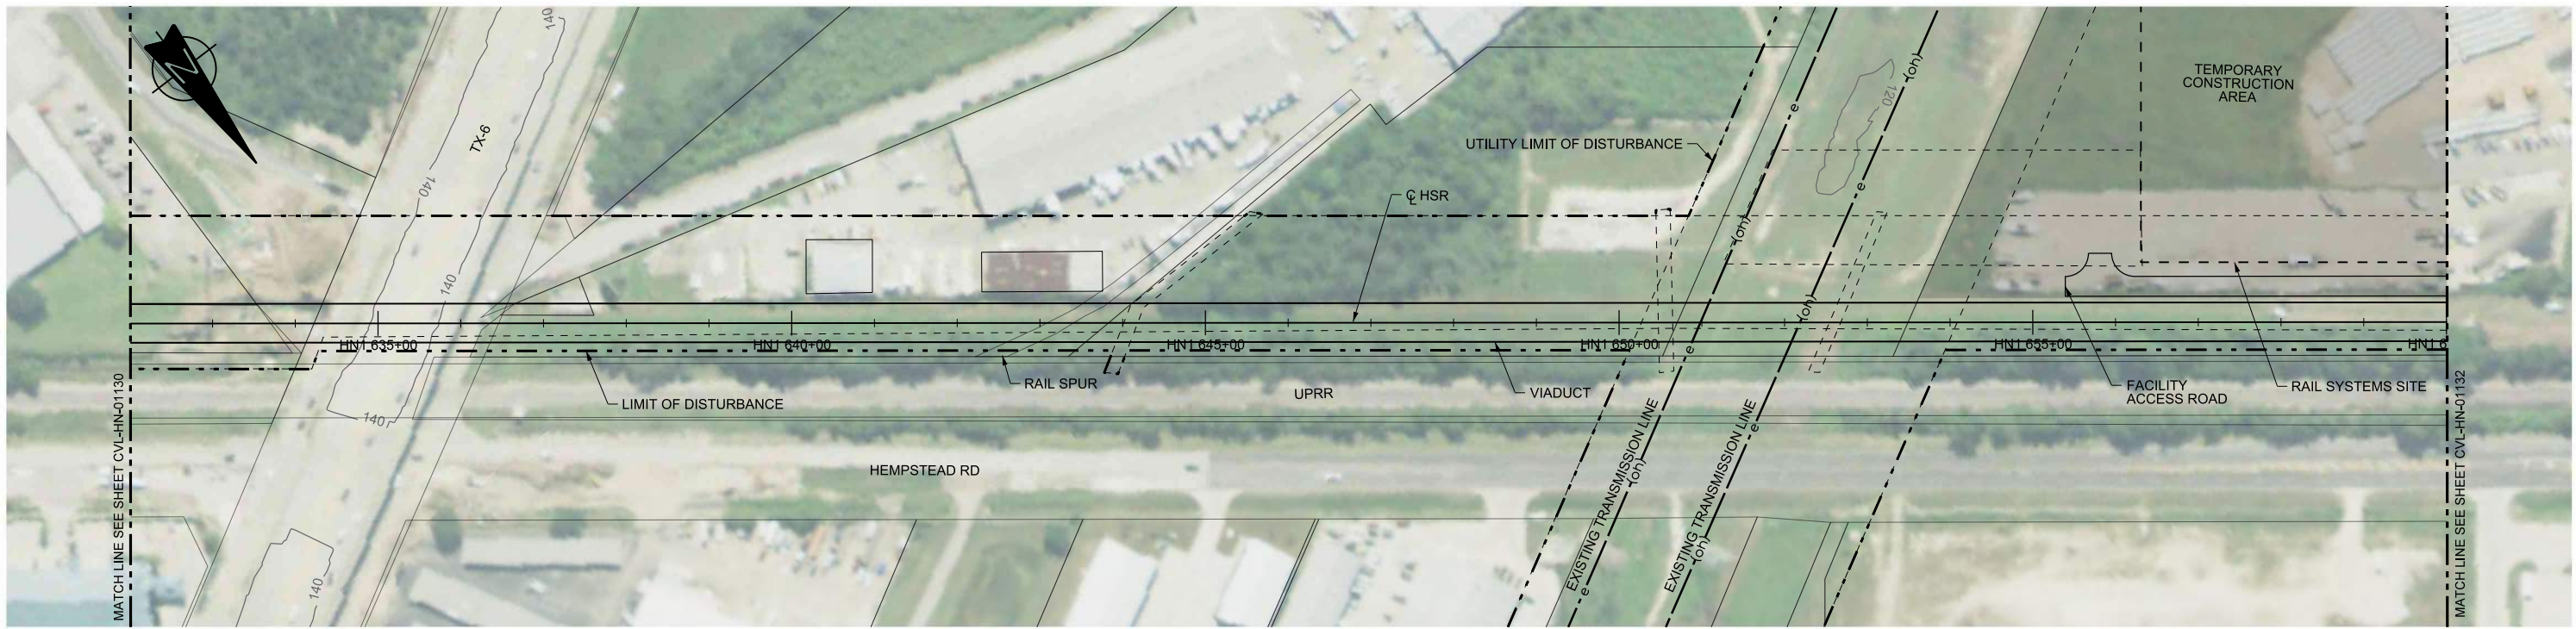 140
TEMPORARY
CONSTRUCTION
AREA
(oh)
120
e
TX-6
UTILITY LIMIT OF DISTURBANCE
140
e
℄ HSR
(oh)
140
(oh)
HN1 635+00
HN1 640+00
HN1 645+00
HN1 650+00
HN1 655+00
HN1 6
e
RAIL SPUR
UPRR
VIADUCT
FACILITY
ACCESS ROAD
RAIL SYSTEMS SITE
LIMIT OF DISTURBANCE
140
e
HEMPSTEAD RD
EXISTING TRANSMISSION LINE
(oh)
EXISTING TRANSMISSION LINE
(oh)
e
140
MATCH LINE SEE SHEET CVL-HN-01130
MATCH LINE SEE SHEET CVL-HN-01132